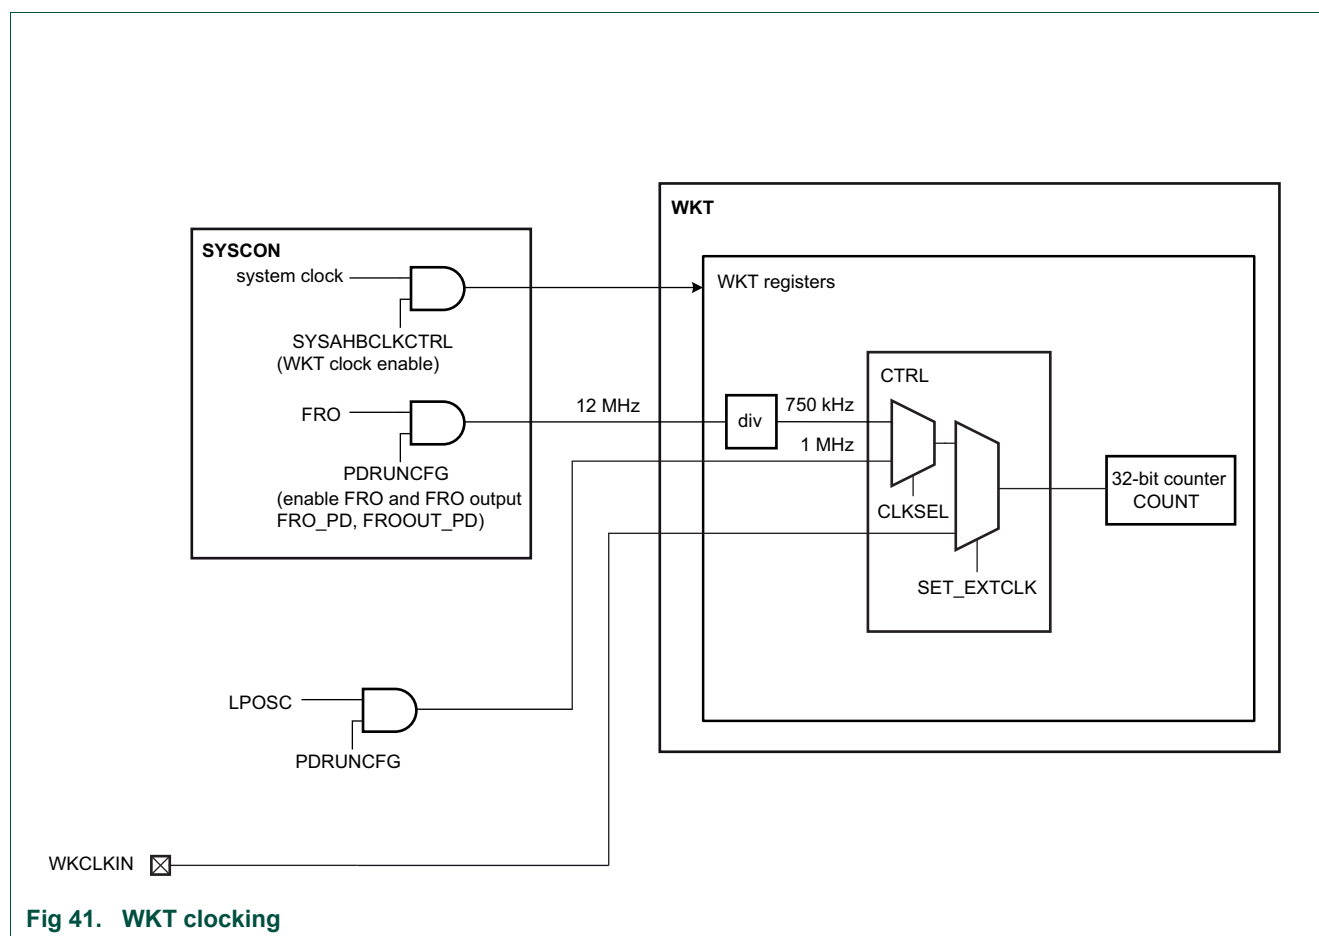 WKT
SYSCON
system clock
WKT registers
SYSAHBCLKCTRL
(WKT clock enable)
CTRL
FRO
12 MHz
div
750 kHz
1 MHz
PDRUNCFG
(enable FRO and FRO output
FRO_PD, FROOUT_PD)
CLKSEL
32-bit counter
COUNT
SET_EXTCLK
LPOSC
PDRUNCFG
WKCLKIN
Fig 41. WKT clocking